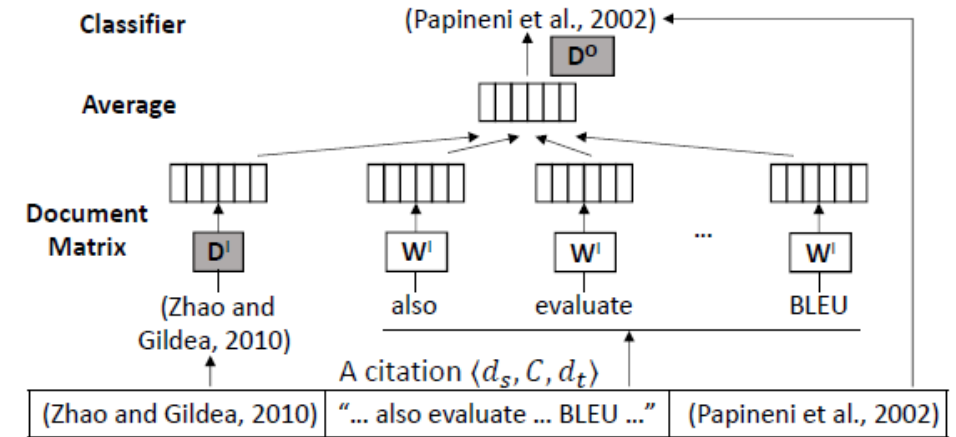 Classifier
(Papineni et al., 2002)
D^O
Average
Document
Matrix
D^I
W^I
W^I
...
W^I
(Zhao and
Gildea, 2010)
also
evaluate
BLEU
A citation ⟨d_s, C, d_t⟩
(Zhao and Gildea, 2010)
“... also evaluate ... BLEU ...”
(Papineni et al., 2002)